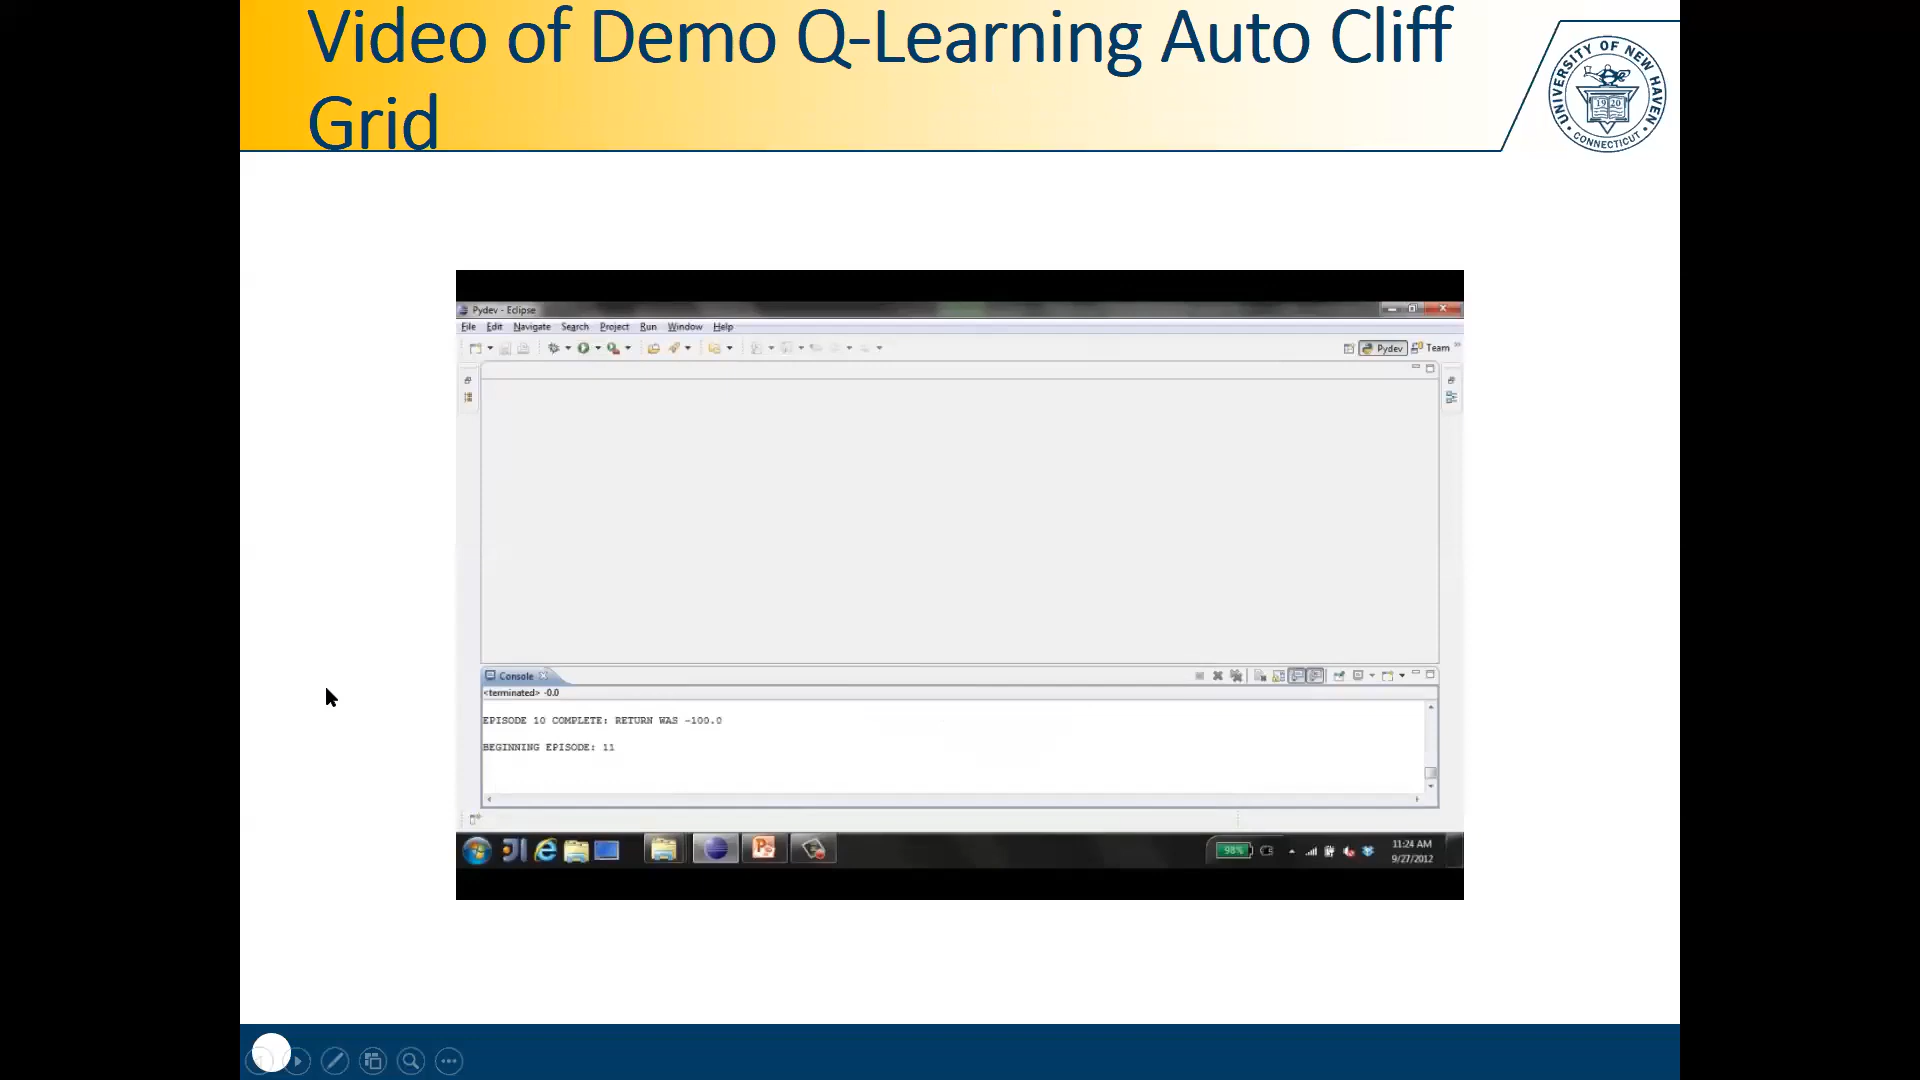 Video of Demo Q-Learning Auto Cliff
Grid
UNIVERSITY OF NEW HAVEN
1920
CONNECTICUT
Pydev - Eclipse
File Edit Navigate Search Project Run Window Help
Pydev Team
Console
<terminated> -0.0
EPISODE 10 COMPLETE: RETURN WAS -100.0
BEGINNING EPISODE: 11
98%
11:24 AM
9/27/2012